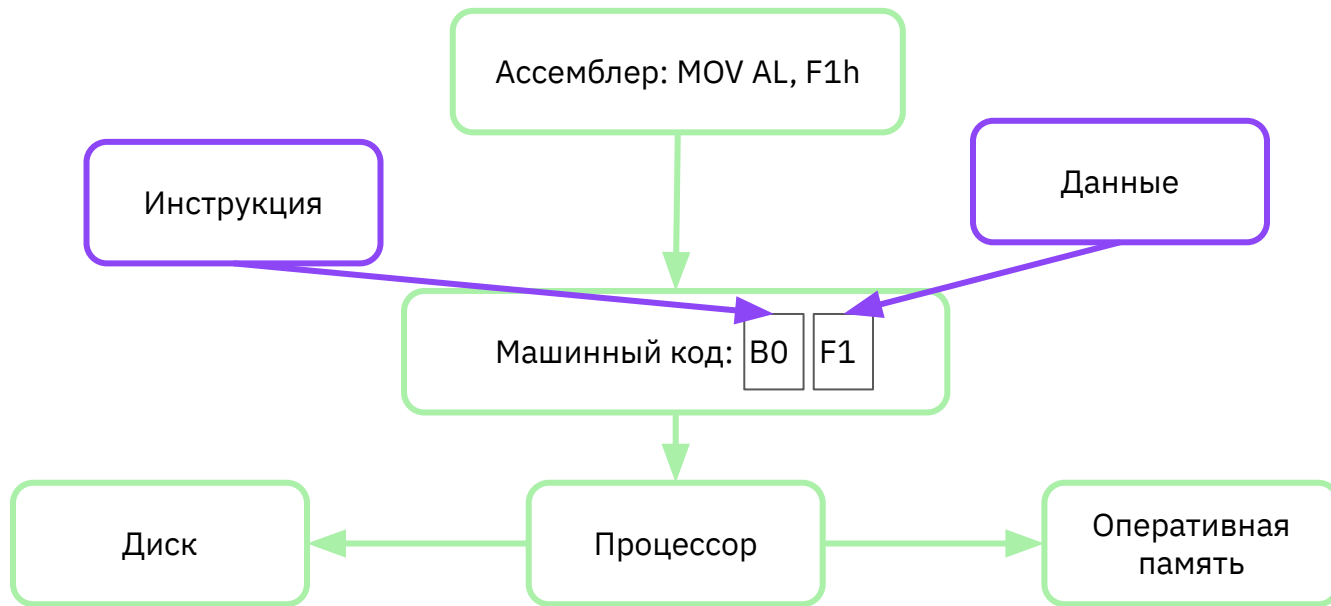 Ассемблер: MOV AL, F1h
Инструкция
Данные
Машинный код: B0 F1
Диск
Процессор
Оперативная
память